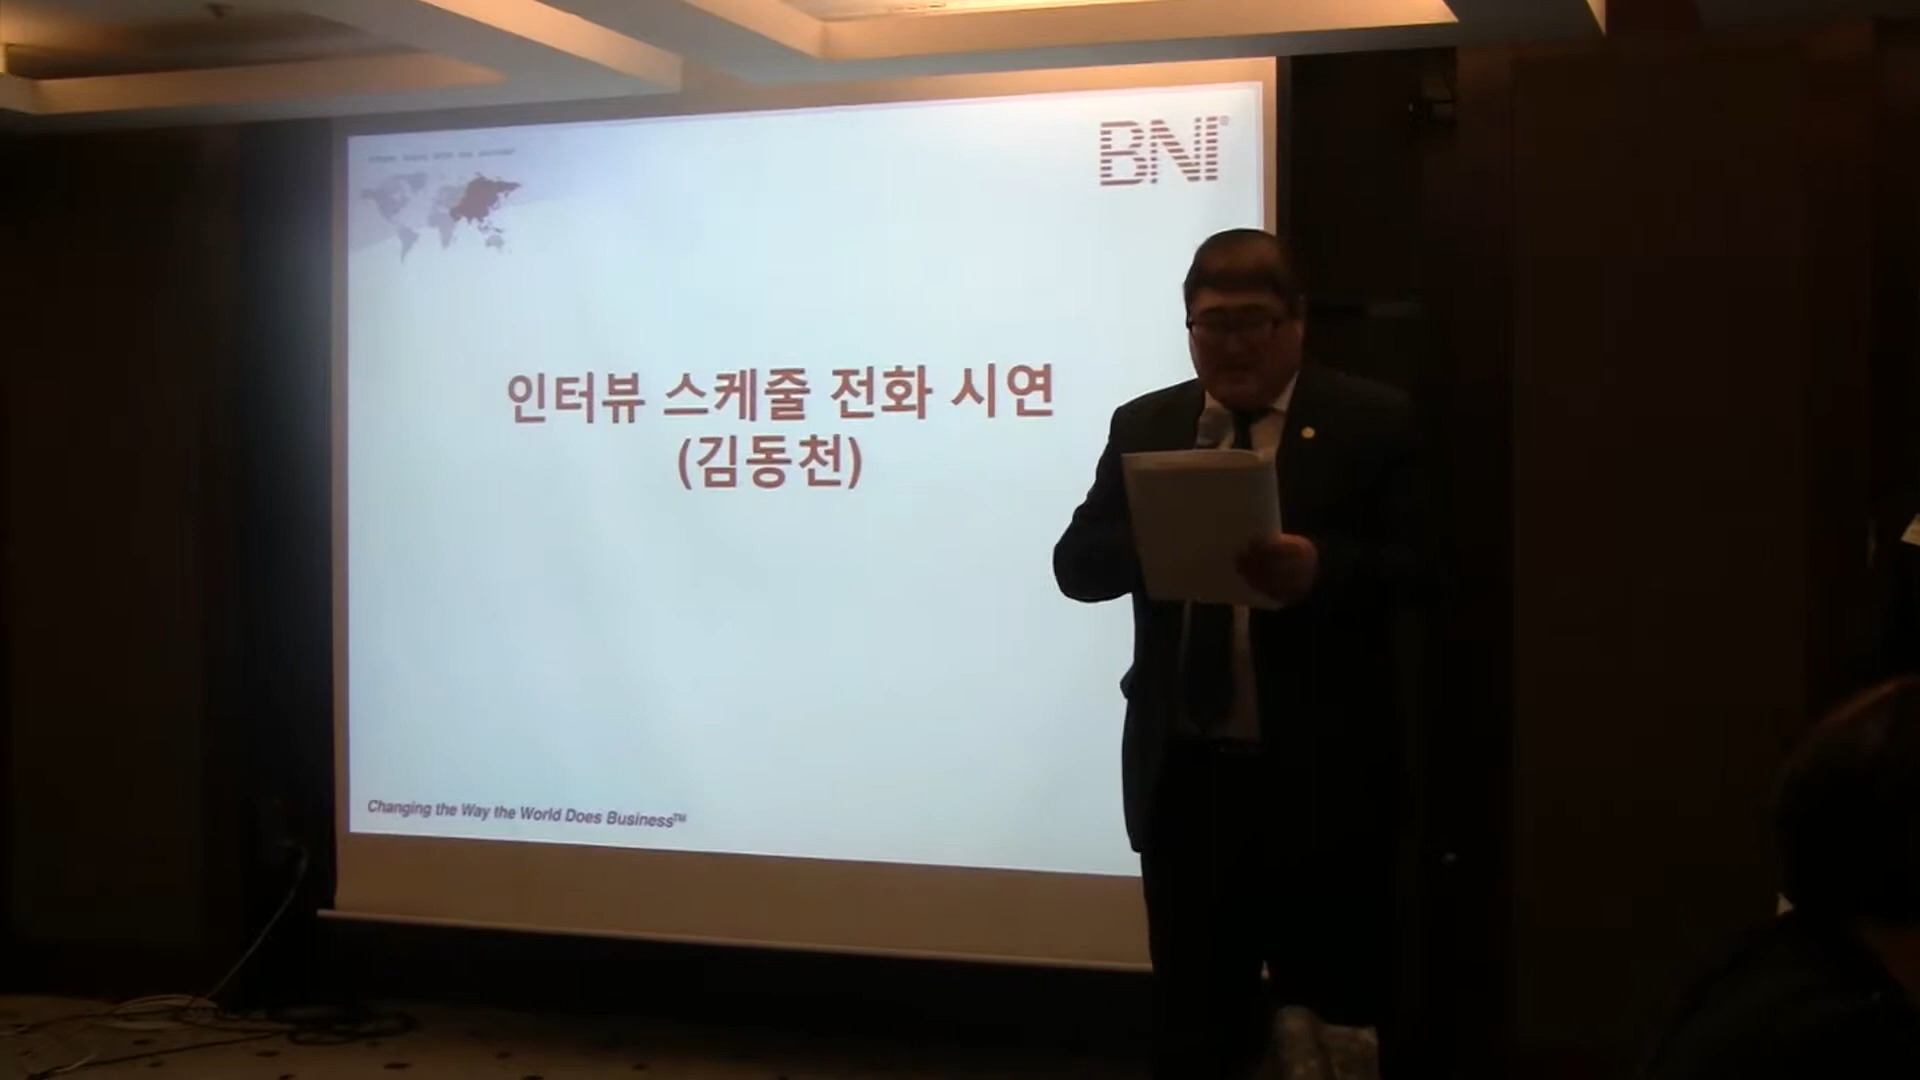 BNI®
인터뷰 스케줄 전화 시연
(김동천)
Changing the Way the World Does Business™